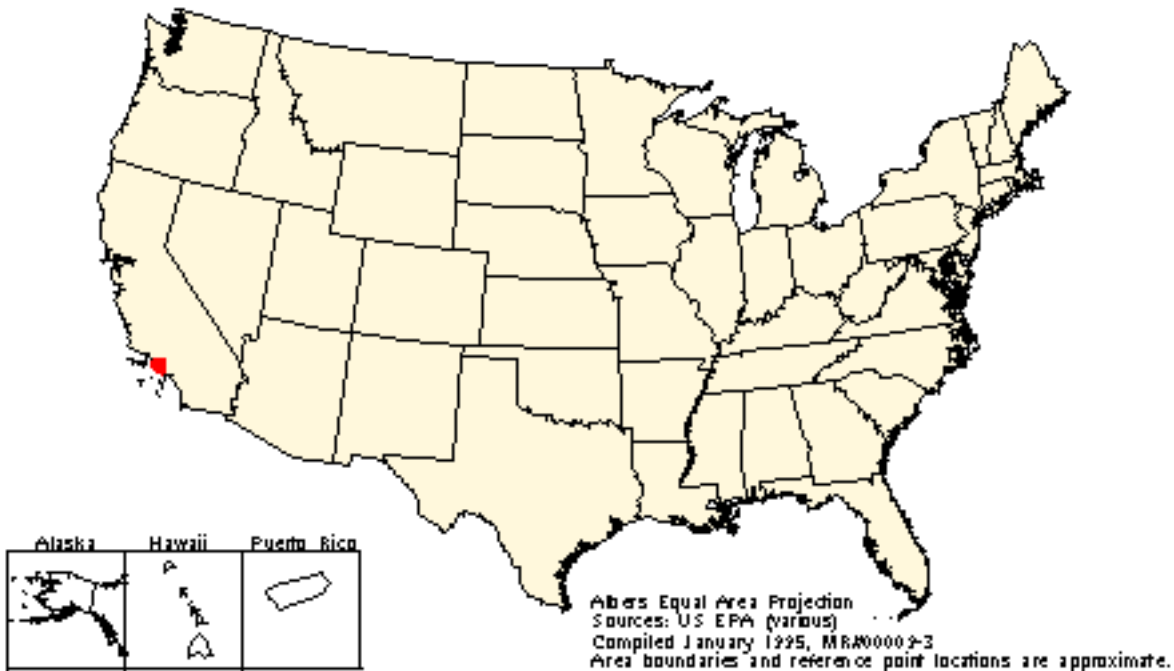 Alaska Hawaii Puerto Rico
Albers Equal Area Projection
Sources: US EPA (various)
Compiled January 1995, MR#00009-3
Area boundaries and reference point locations are approximate.